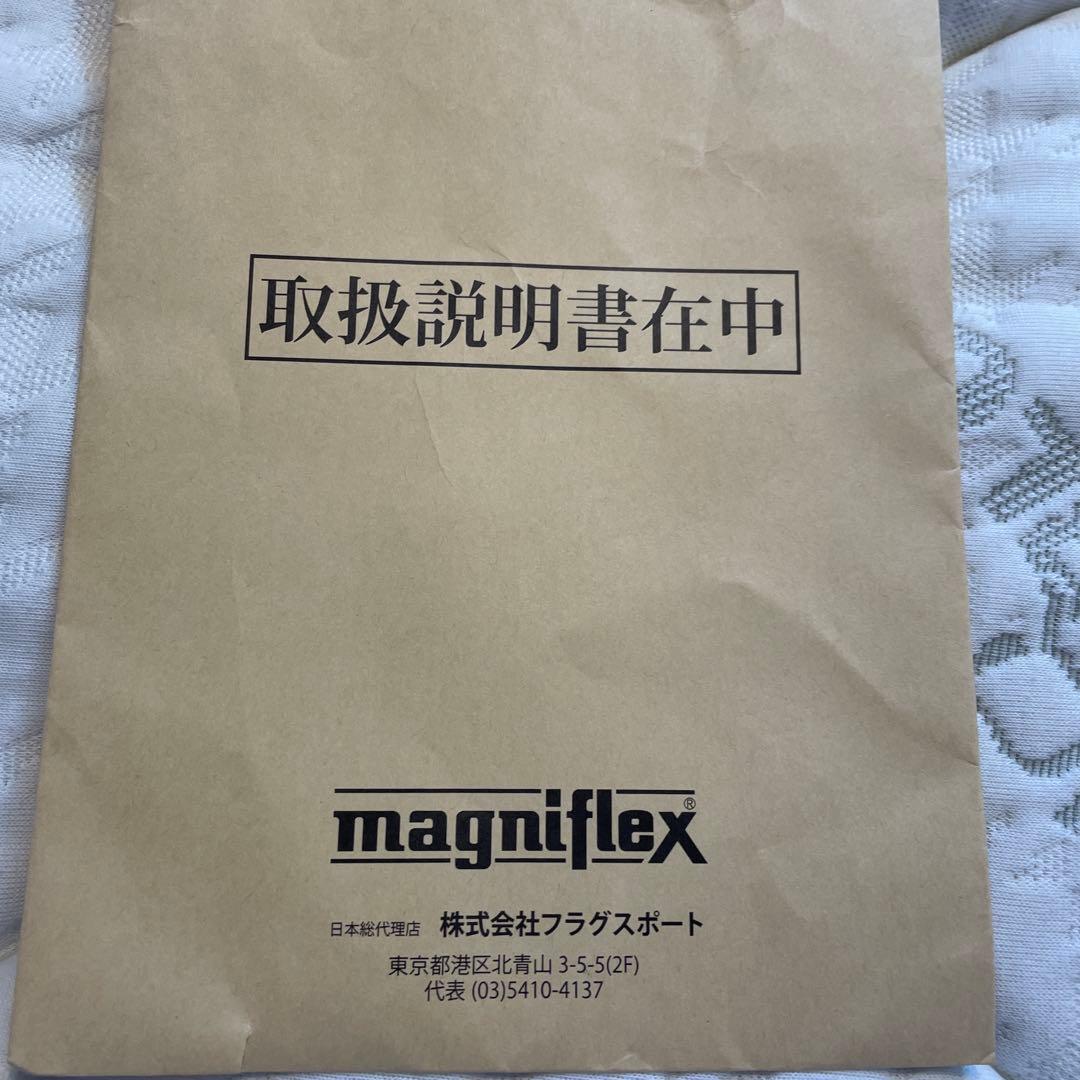 取扱説明書在中
magniflex®
日本総代理店 株式会社フラグスポート
東京都港区北青山 3-5-5(2F)
代表 (03)5410-4137